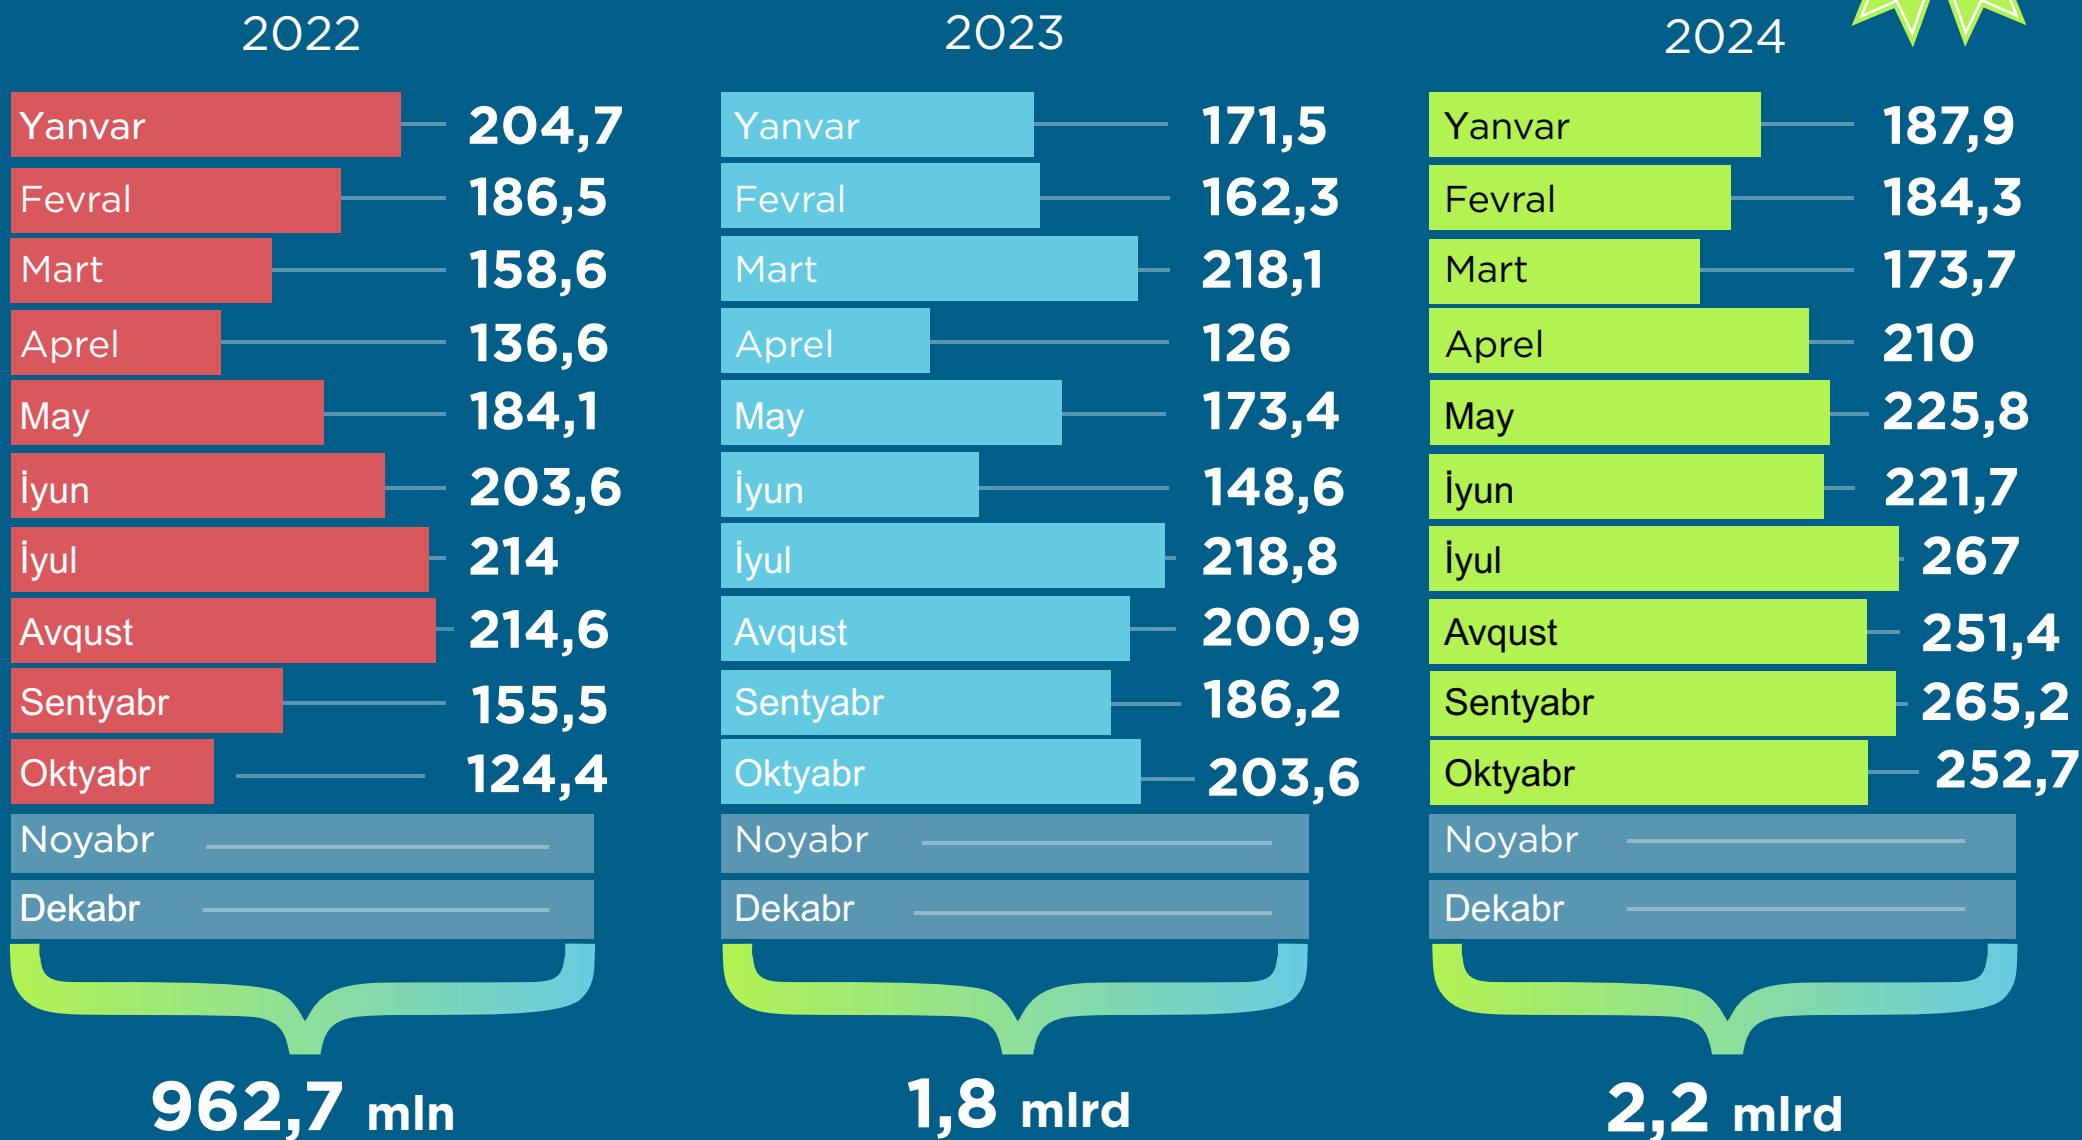 2022
Yanvar 204,7
Fevral 186,5
Mart 158,6
Aprel 136,6
May 184,1
İyun 203,6
İyul 214
Avqust 214,6
Sentyabr 155,5
Oktyabr 124,4
Noyabr
Dekabr
962,7 mln
2023
Yanvar 171,5
Fevral 162,3
Mart 218,1
Aprel 126
May 173,4
İyun 148,6
İyul 218,8
Avqust 200,9
Sentyabr 186,2
Oktyabr 203,6
Noyabr
Dekabr
1,8 mlrd
2024
Yanvar 187,9
Fevral 184,3
Mart 173,7
Aprel 210
May 225,8
İyun 221,7
İyul 267
Avqust 251,4
Sentyabr 265,2
Oktyabr 252,7
Noyabr
Dekabr
2,2 mlrd